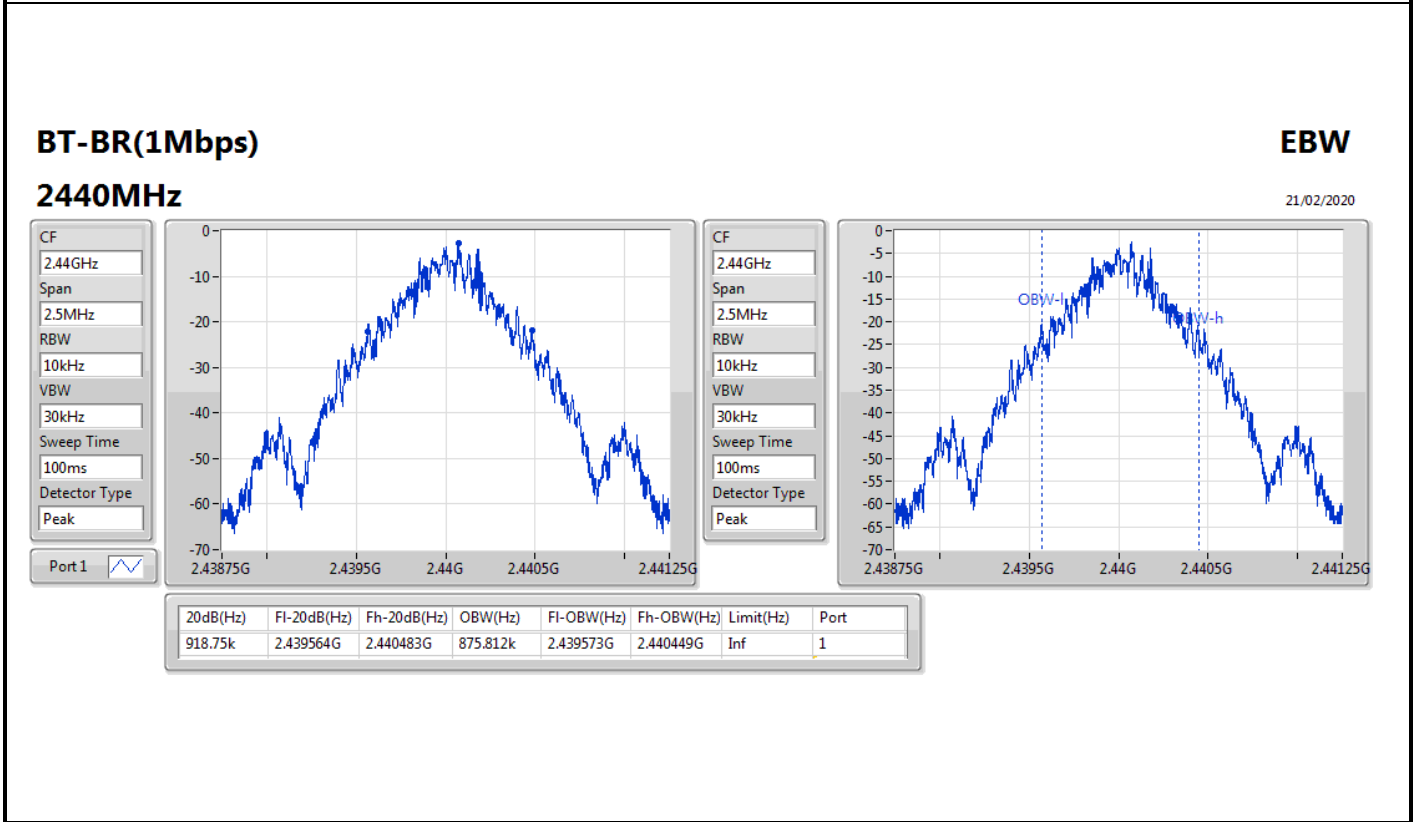 BT-BR(1Mbps)
EBW
2440MHz
21/02/2020
CF
2.44GHz
Span
2.5MHz
RBW
10kHz
VBW
30kHz
Sweep Time
100ms
Detector Type
Peak
Port 1
0
-10
-20
-30
-40
-50
-60
-70
2.43875G 2.4395G 2.44G 2.4405G 2.44125G
CF
2.44GHz
Span
2.5MHz
RBW
10kHz
VBW
30kHz
Sweep Time
100ms
Detector Type
Peak
0
-5
-10
-15
-20
-25
-30
-35
-40
-45
-50
-55
-60
-65
-70
OBW-l
OBW-h
2.43875G 2.4395G 2.44G 2.4405G 2.44125G
20dB(Hz) Fl-20dB(Hz) Fh-20dB(Hz) OBW(Hz) Fl-OBW(Hz) Fh-OBW(Hz) Limit(Hz) Port
918.75k 2.439564G 2.440483G 875.812k 2.439573G 2.440449G Inf 1